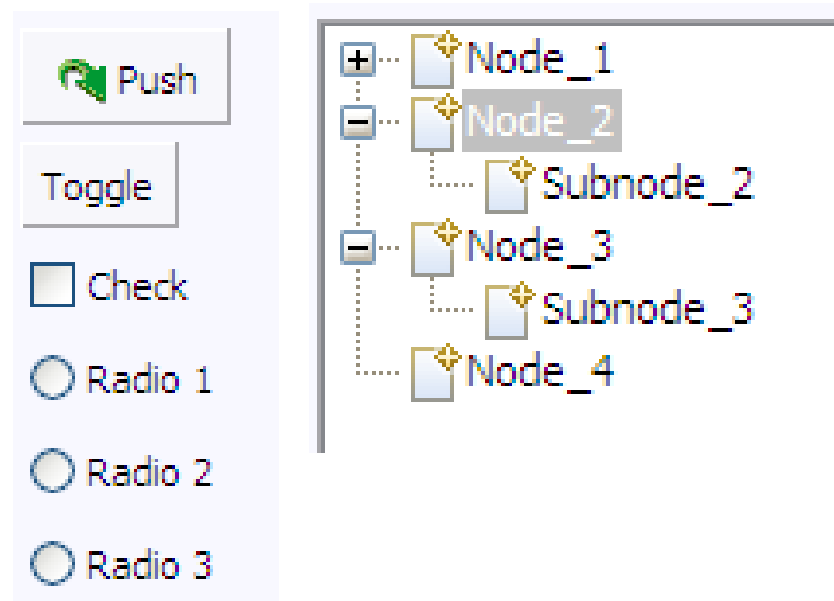 Push
Toggle
Check
Radio 1
Radio 2
Radio 3
Node_1
Node_2
Subnode_2
Node_3
Subnode_3
Node_4